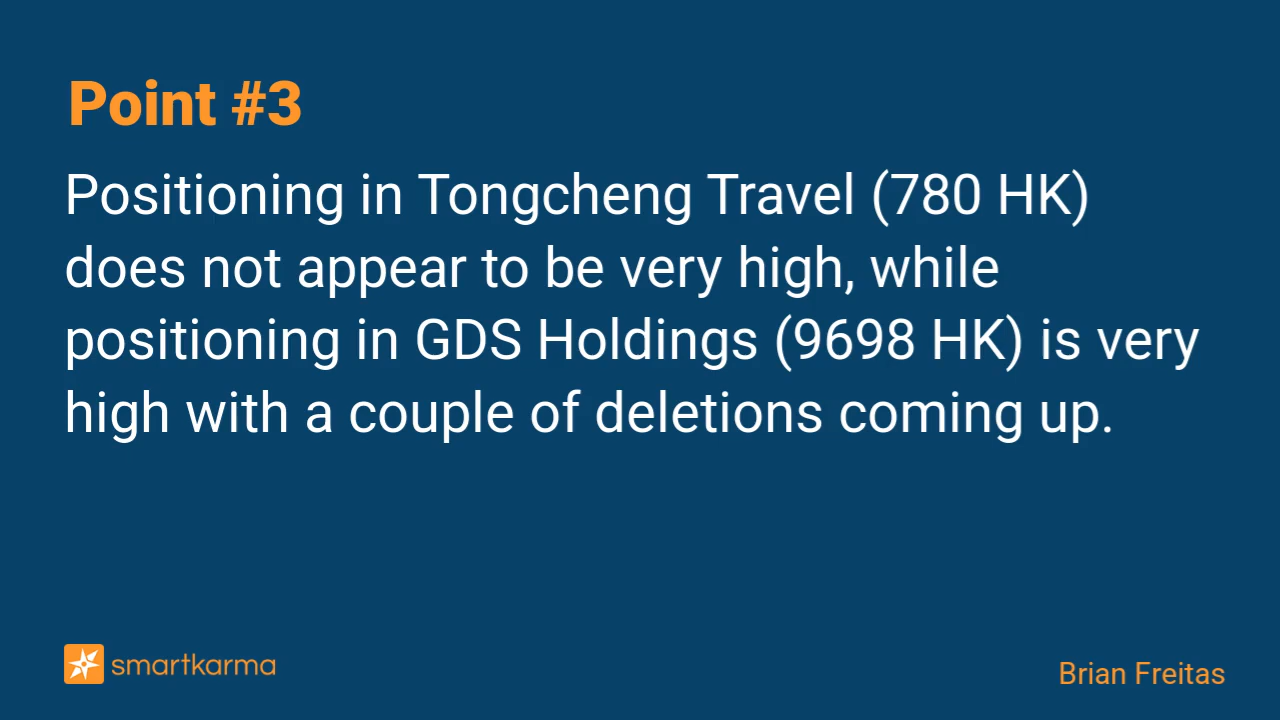 Point #3
Positioning in Tongcheng Travel (780 HK)
does not appear to be very high, while
positioning in GDS Holdings (9698 HK) is very
high with a couple of deletions coming up.
smartkarma
Brian Freitas